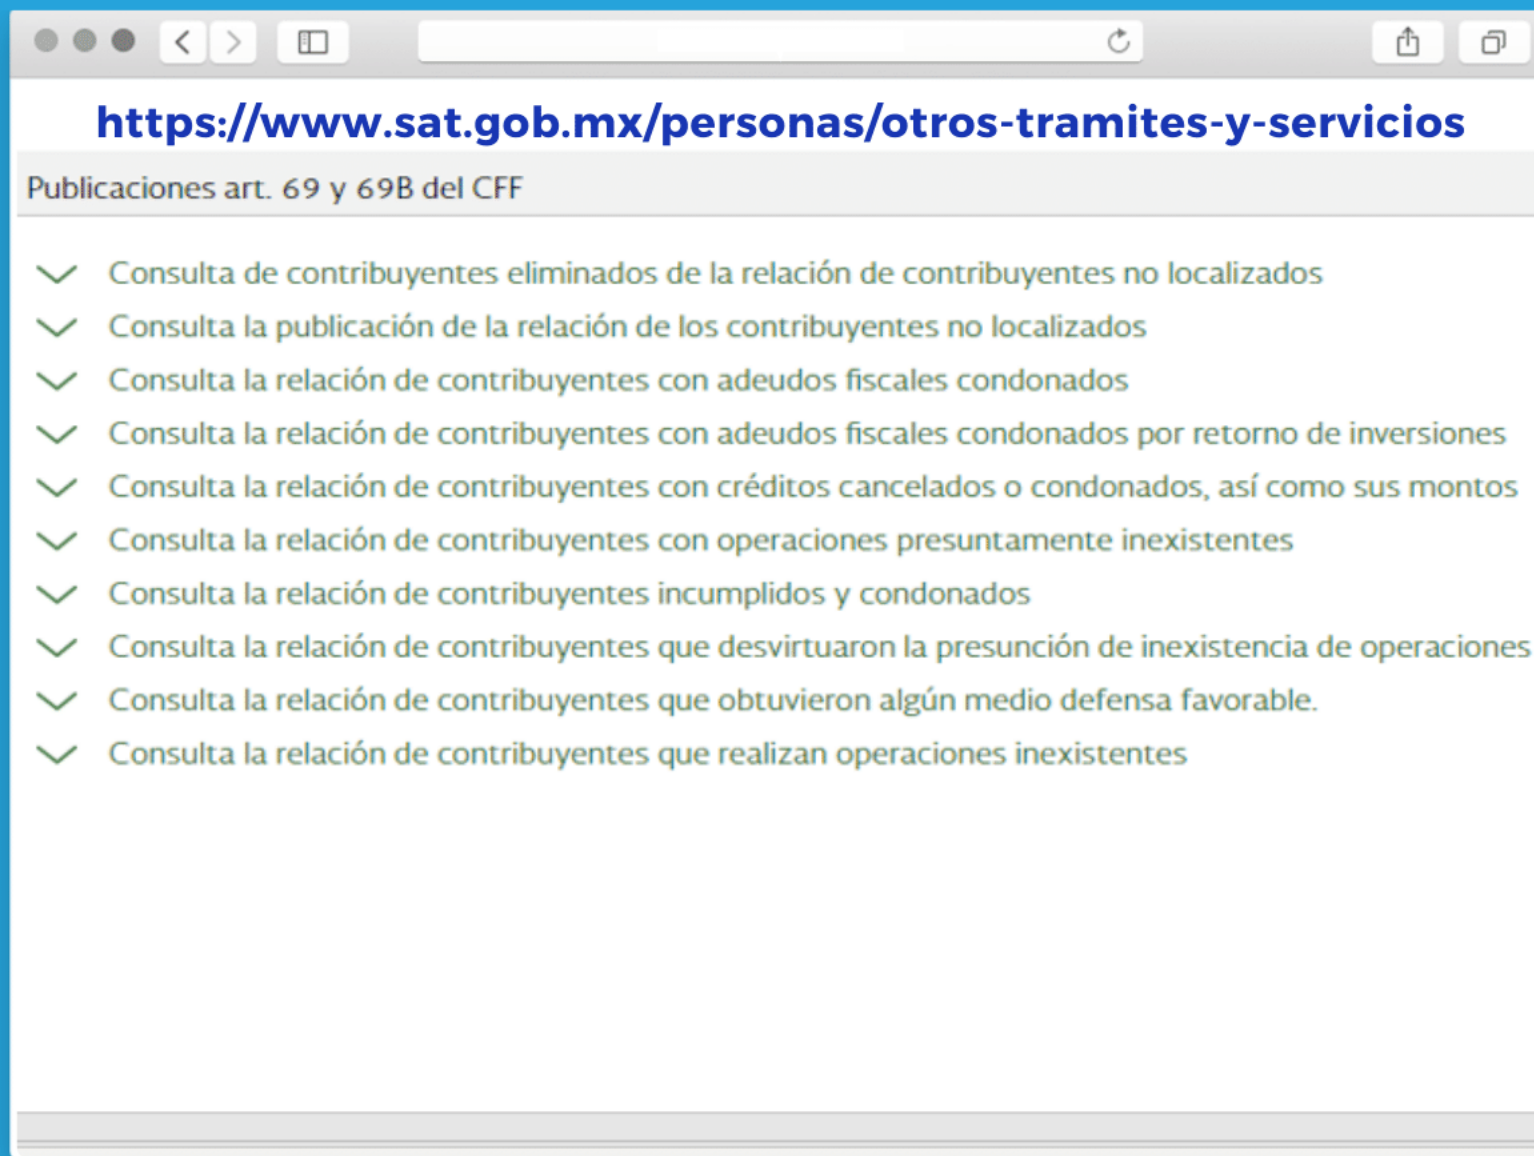 https://www.sat.gob.mx/personas/otros-tramites-y-servicios
Publicaciones art. 69 y 69B del CFF
Consulta de contribuyentes eliminados de la relación de contribuyentes no localizados
Consulta la publicación de la relación de los contribuyentes no localizados
Consulta la relación de contribuyentes con adeudos fiscales condonados
Consulta la relación de contribuyentes con adeudos fiscales condonados por retorno de inversiones
Consulta la relación de contribuyentes con créditos cancelados o condonados, así como sus montos
Consulta la relación de contribuyentes con operaciones presuntamente inexistentes
Consulta la relación de contribuyentes incumplidos y condonados
Consulta la relación de contribuyentes que desvirtuaron la presunción de inexistencia de operaciones
Consulta la relación de contribuyentes que obtuvieron algún medio defensa favorable.
Consulta la relación de contribuyentes que realizan operaciones inexistentes